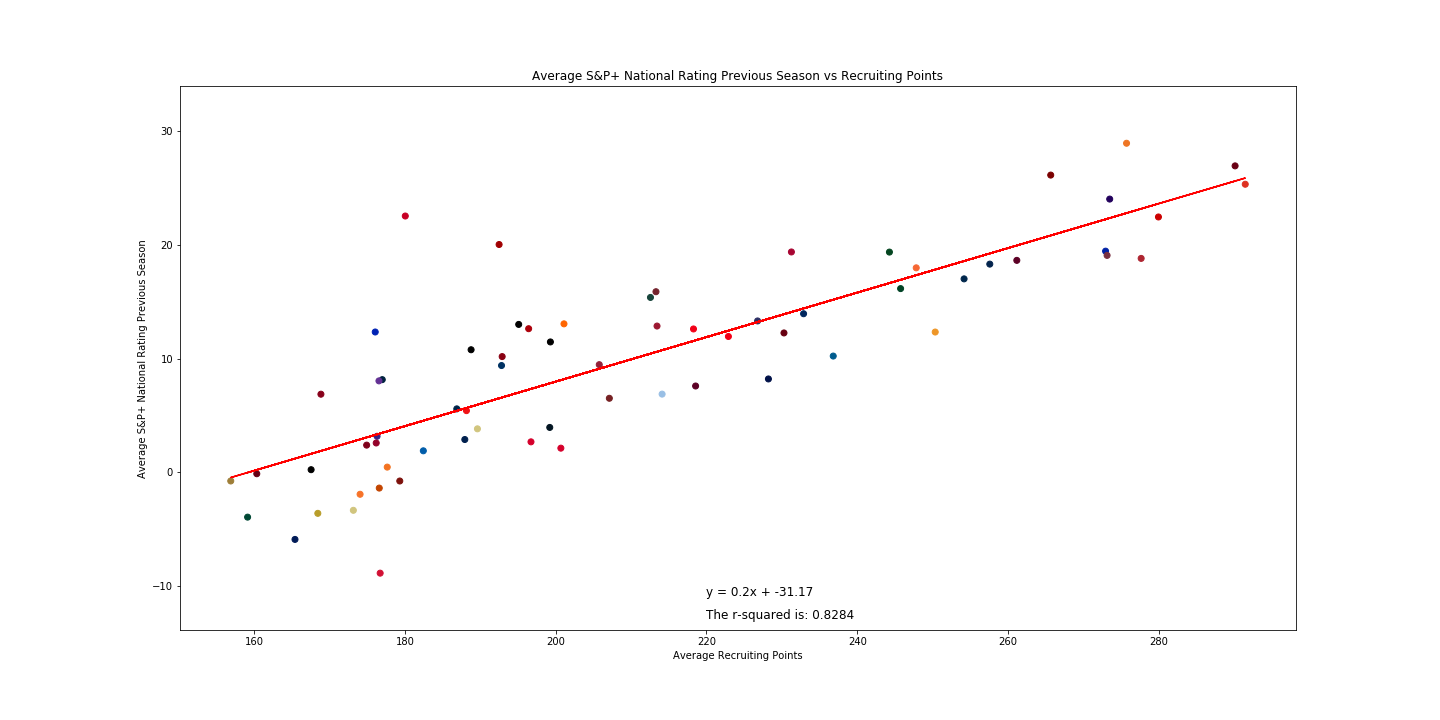 Average S&P+ National Rating Previous Season vs Recruiting Points
Average S&P+ National Rating Previous Season
30
20
10
0
−10
y = 0.2x + -31.17
The r-squared is: 0.8284
160 180 200 220 240 260 280
Average Recruiting Points